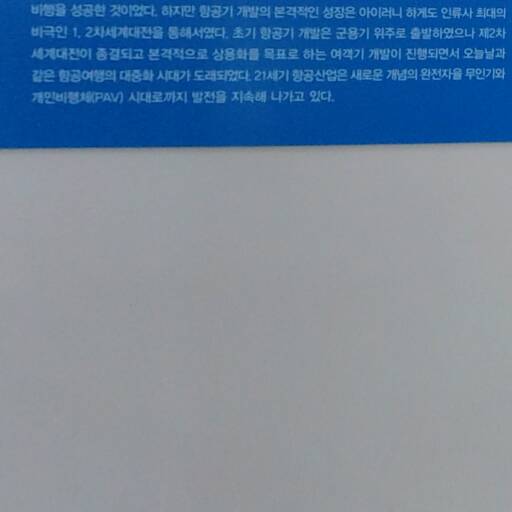 비행을 성공한 것이었다. 하지만 항공기 개발의 본격적인 성장은 아이러니 하게도 인류사 최대의
비극인 1, 2차세계대전을 통해서였다. 초기 항공기 개발은 군용기 위주로 출발하였으나 제2차
세계대전이 종결되고 본격적으로 상용화를 목표로 하는 여객기 개발이 진행되면서 오늘날과
같은 항공여행의 대중화 시대가 도래되었다. 21세기 항공산업은 새로운 개념의 완전자율 무인기와
개인비행체(PAV) 시대로까지 발전을 지속해 나가고 있다.